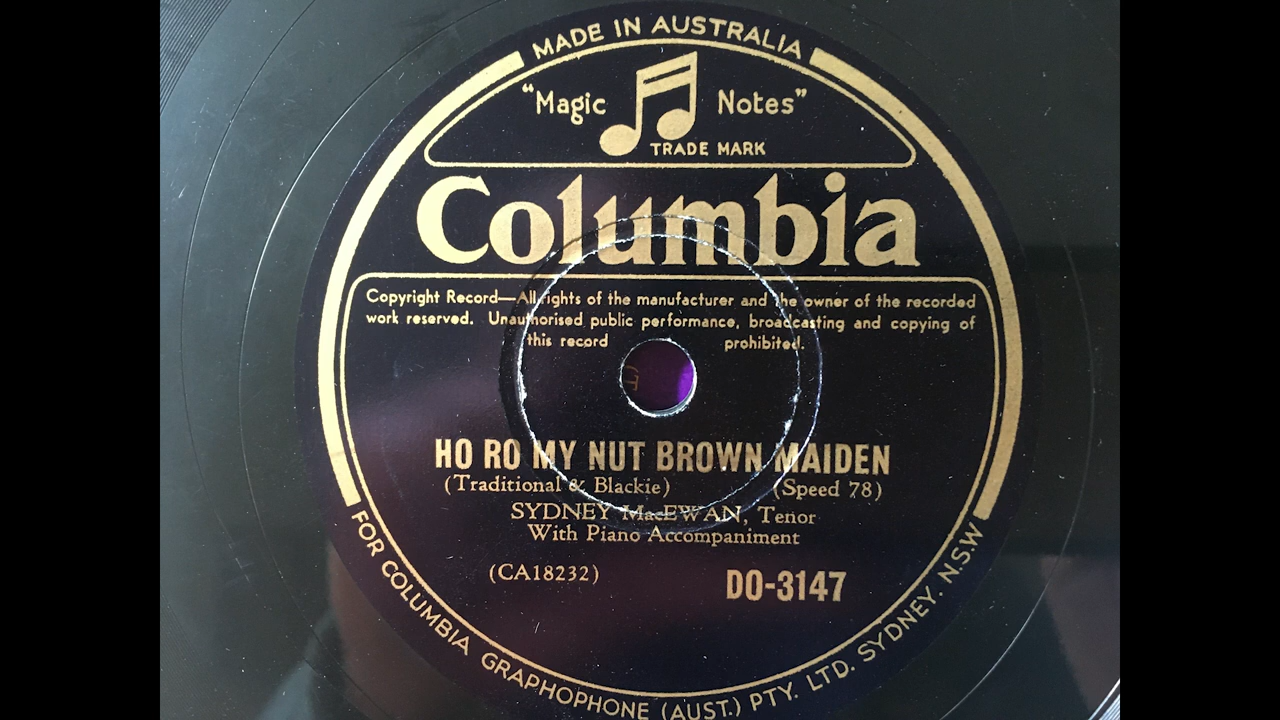 MADE IN AUSTRALIA
"Magic Notes"
TRADE MARK
Columbia
Copyright Record—All rights of the manufacturer and the owner of the recorded
work reserved. Unauthorised public performance, broadcasting and copying of
this record prohibited.
HO RO MY NUT BROWN MAIDEN
(Traditional & Blackie) (Speed 78)
SYDNEY MacEWAN, Tenor
With Piano Accompaniment
(CA18232) DO-3147
FOR COLUMBIA GRAPHOPHONE (AUST.) PTY. LTD. SYDNEY. N.S.W